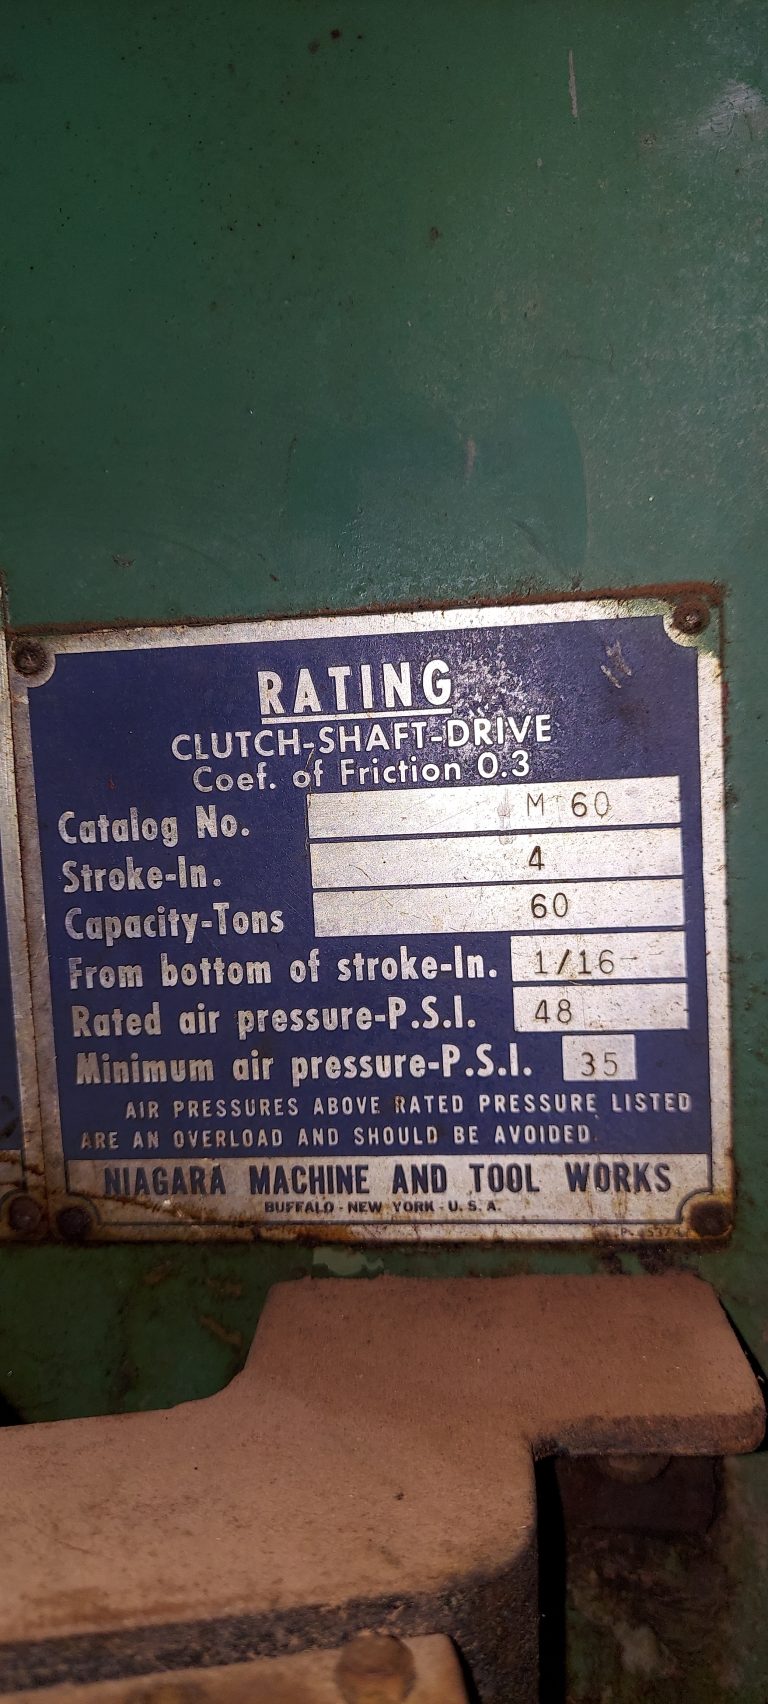 RATING
CLUTCH-SHAFT-DRIVE
Coef. of Friction 0.3
Catalog No. M 60
Stroke-In. 4
Capacity-Tons 60
From bottom of stroke-In. 1/16
Rated air pressure-P.S.I. 48
Minimum air pressure-P.S.I. 35
AIR PRESSURES ABOVE RATED PRESSURE LISTED
ARE AN OVERLOAD AND SHOULD BE AVOIDED
NIAGARA MACHINE AND TOOL WORKS
BUFFALO - NEW YORK - U. S. A.